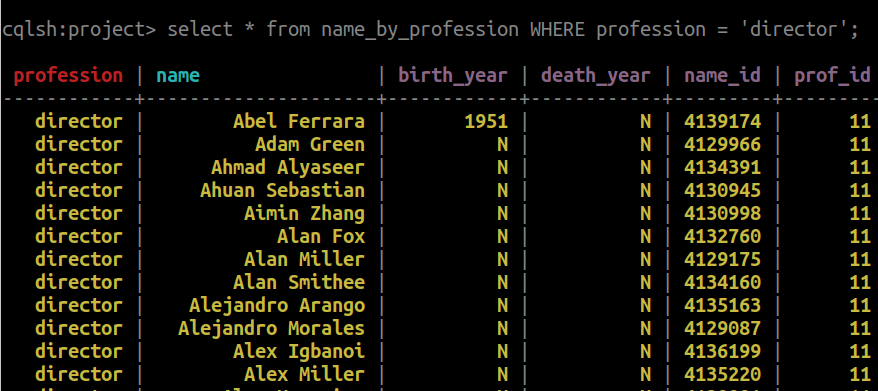 cqlsh:project> select * from name_by_profession WHERE profession = 'director';
profession | name | birth_year | death_year | name_id | prof_id
------------+---------------------+------------+------------+---------+---------
director | Abel Ferrara | 1951 | N | 4139174 | 11
director | Adam Green | N | N | 4129966 | 11
director | Ahmad Alyaseer | N | N | 4134391 | 11
director | Ahuan Sebastian | N | N | 4130945 | 11
director | Aimin Zhang | N | N | 4130998 | 11
director | Alan Fox | N | N | 4132760 | 11
director | Alan Miller | N | N | 4129175 | 11
director | Alan Smithee | N | N | 4134160 | 11
director | Alejandro Arango | N | N | 4135163 | 11
director | Alejandro Morales | N | N | 4129087 | 11
director | Alex Igbanoi | N | N | 4136199 | 11
director | Alex Miller | N | N | 4135220 | 11